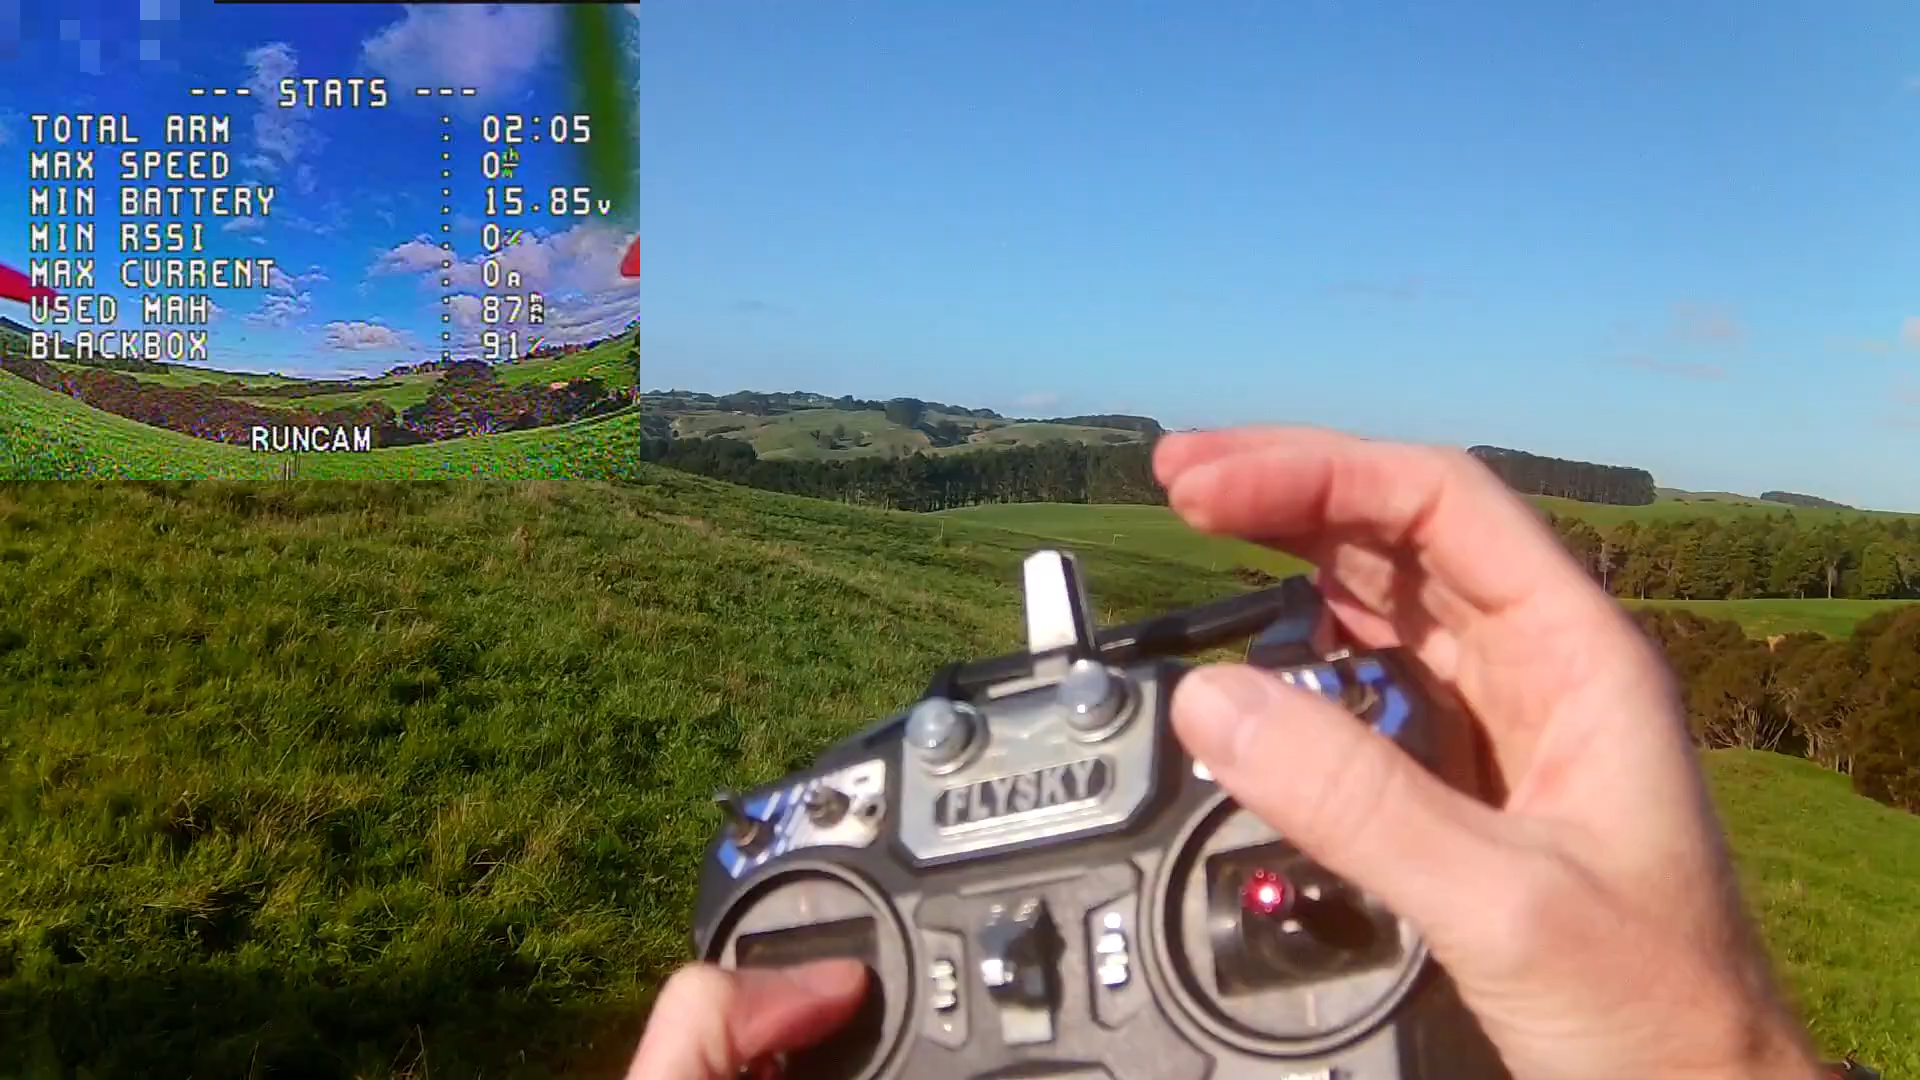 --- STATS ---
TOTAL ARM : 02:05
MAX SPEED : 0
MIN BATTERY : 15.85v
MIN RSSI : 0%
MAX CURRENT : 0A
USED MAH : 87mAh
BLACKBOX : 91%
RUNCAM
FLYSKY